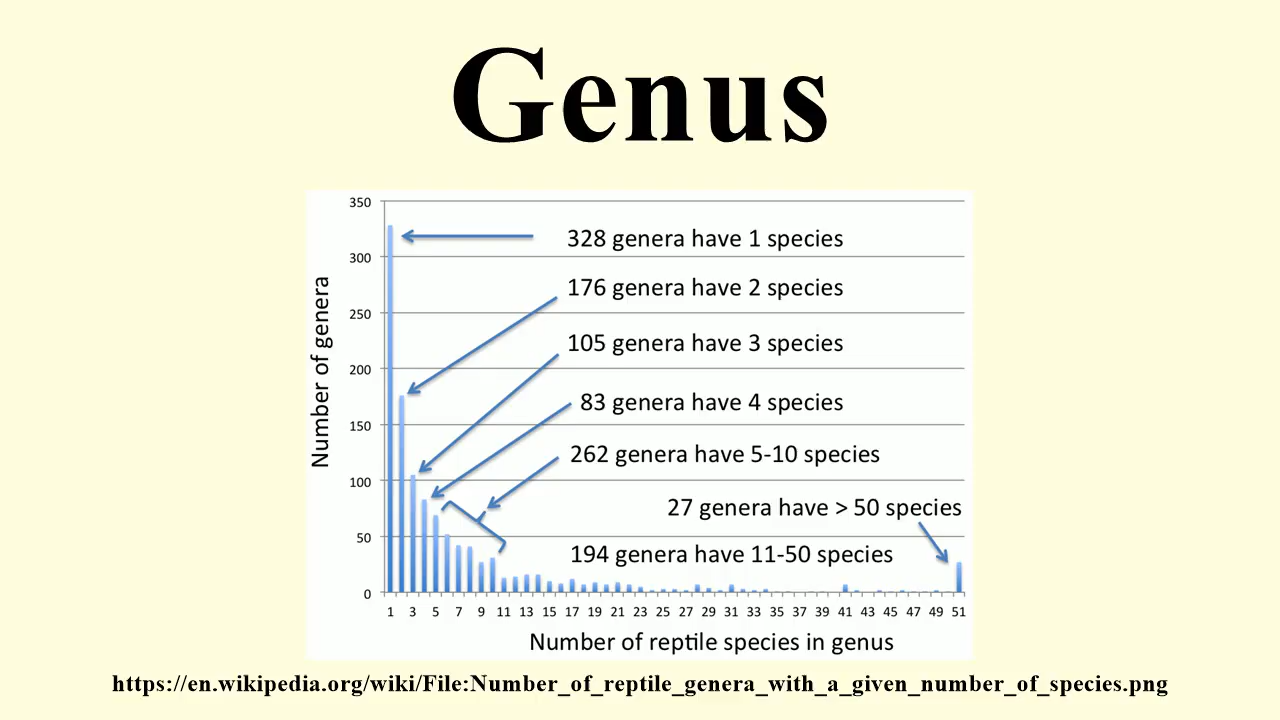 Genus
350
328 genera have 1 species
300
176 genera have 2 species
250
105 genera have 3 species
200
83 genera have 4 species
150
262 genera have 5-10 species
100
27 genera have > 50 species
50
194 genera have 11-50 species
0
Number of genera
1 3 5 7 9 11 13 15 17 19 21 23 25 27 29 31 33 35 37 39 41 43 45 47 49 51
Number of reptile species in genus
https://en.wikipedia.org/wiki/File:Number_of_reptile_genera_with_a_given_number_of_species.png